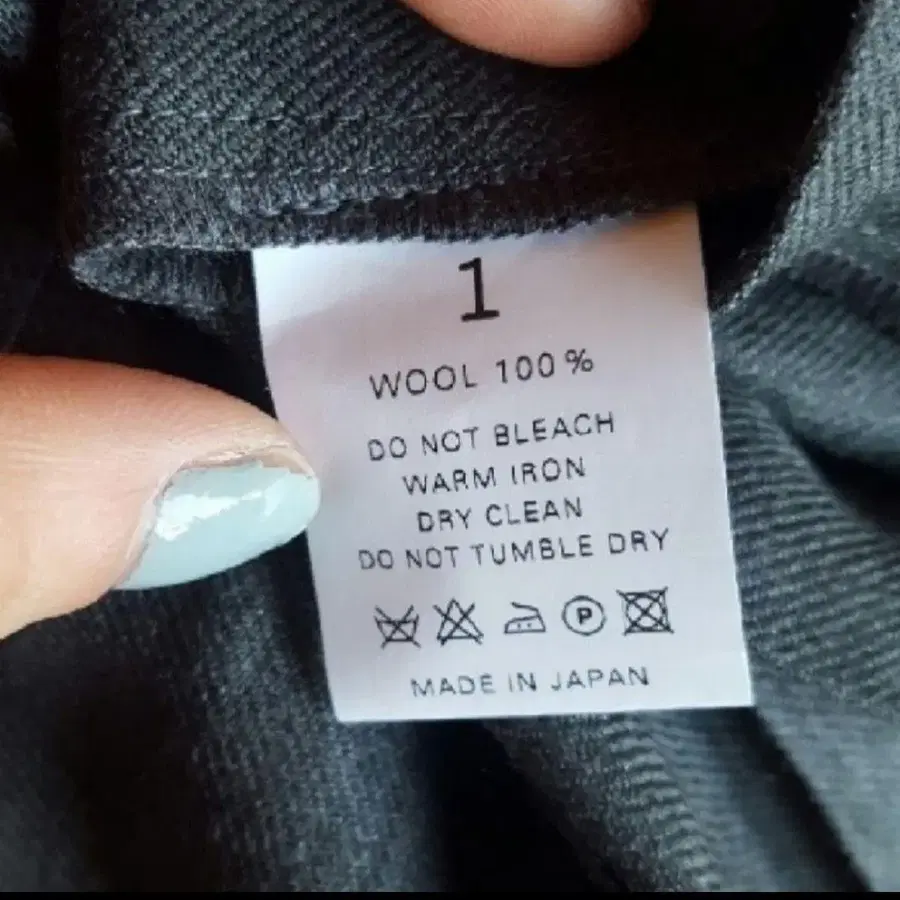 1
WOOL 100%
DO NOT BLEACH
WARM IRON
DRY CLEAN
DO NOT TUMBLE DRY
P
MADE IN JAPAN